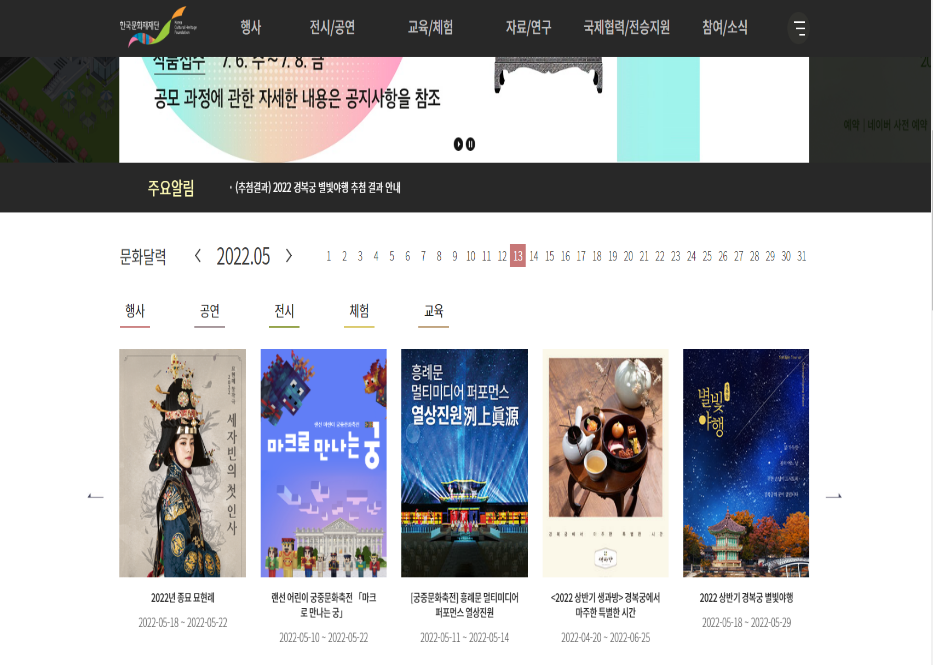 한국문화재재단
Korea
Cultural Heritage
Foundation
행사
전시/공연
교육/체험
자료/연구
국제협력/전승지원
참여/소식
작품접수 7. 6. 수 ~ 7. 8. 금
공모 과정에 관한 자세한 내용은 공지사항을 참조
예약 | 네이버 사전 예약
주요알림
· (추첨결과) 2022 경복궁 별빛야행 추첨 결과 안내
문화달력
< 2022.05 >
1 2 3 4 5 6 7 8 9 10 11 12 13 14 15 16 17 18 19 20 21 22 23 24 25 26 27 28 29 30 31
행사
공연
전시
체험
교육
세자빈의 첫 인사
랜선 어린이 궁중문화축전
마크로 만나는 궁
흥례문
멀티미디어 퍼포먼스
열상진원 洌上眞源
별빛
야행
2022년 종묘 묘현례
2022-05-18 ~ 2022-05-22
랜선 어린이 궁중문화축전 「마크
로 만나는 궁」
2022-05-10 ~ 2022-05-22
[궁중문화축전] 흥례문 멀티미디어
퍼포먼스 열상진원
2022-05-11 ~ 2022-05-14
<2022 상반기 생과방> 경복궁에서
마주한 특별한 시간
2022-04-20 ~ 2022-06-25
2022 상반기 경복궁 별빛야행
2022-05-18 ~ 2022-05-29